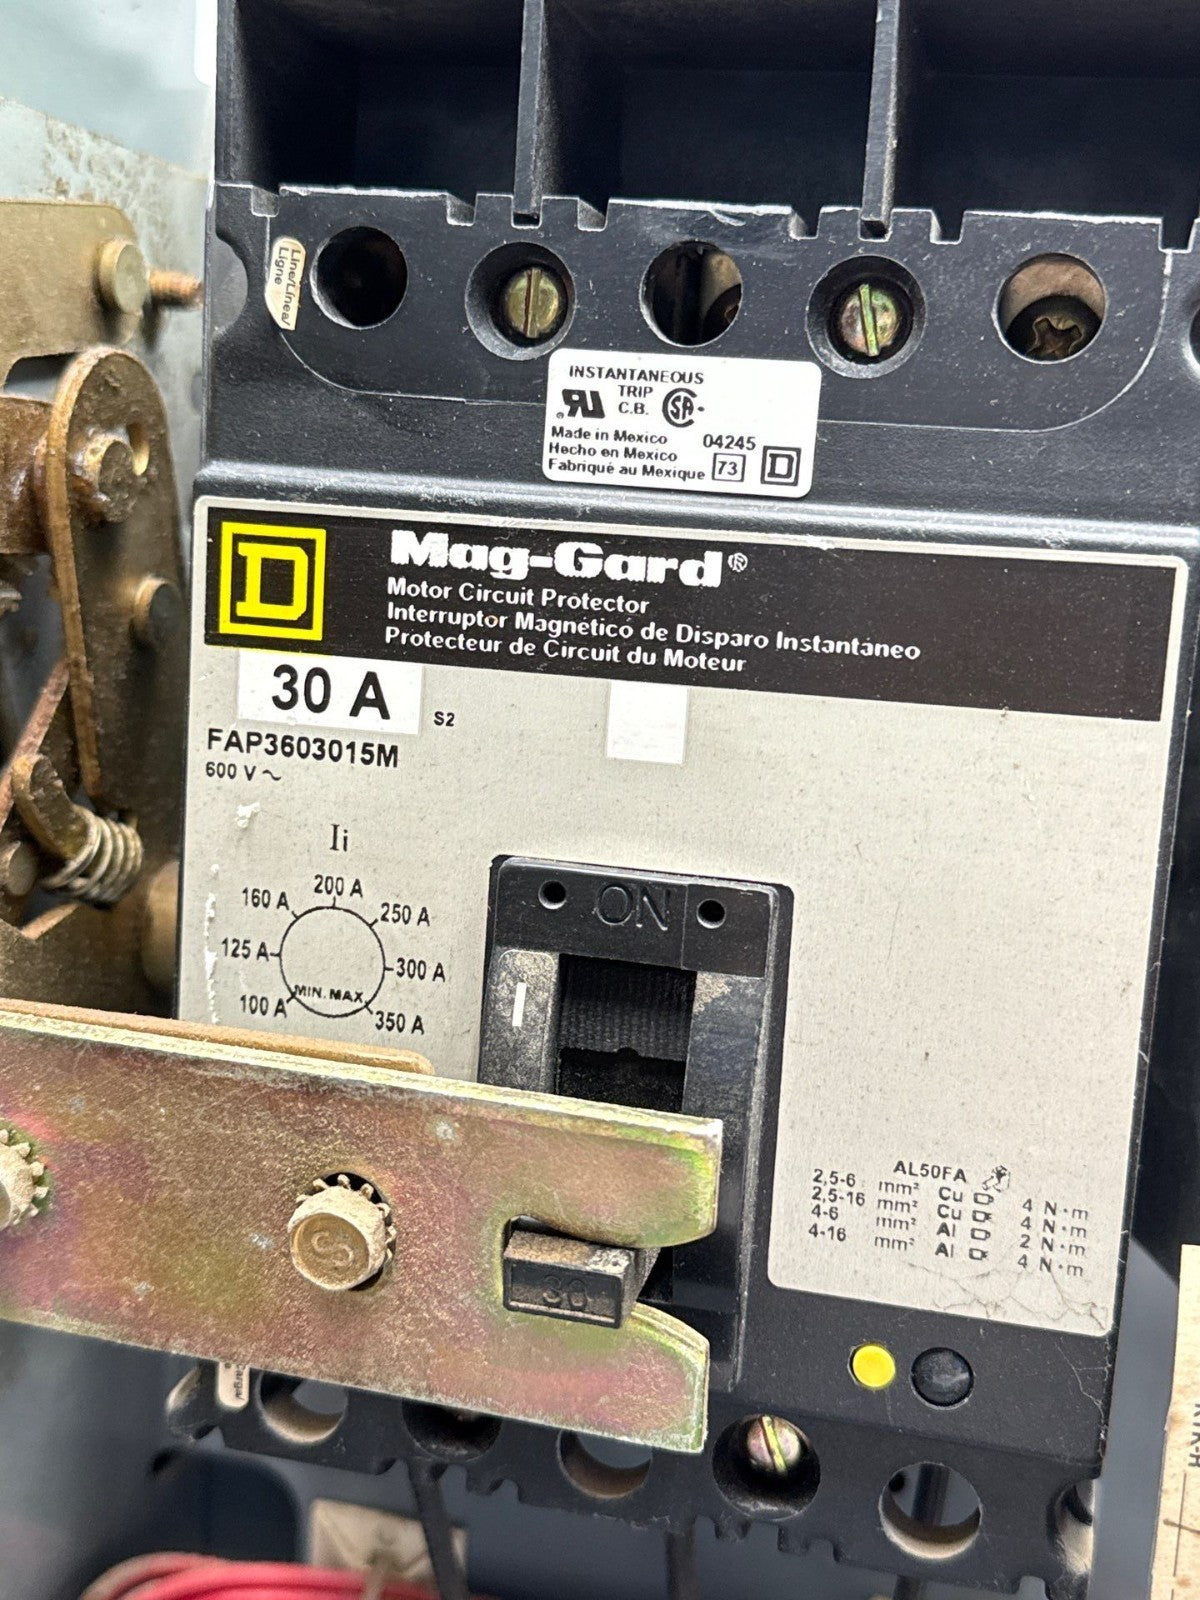 Line/Línea/
Ligne
INSTANTANEOUS
TRIP
C.B.
Made in Mexico 04245
Hecho en Mexico
Fabriqué au Mexique 73
Mag-Gard®
Motor Circuit Protector
Interruptor Magnético de Disparo Instantáneo
Protecteur de Circuit du Moteur
30 A
S2
FAP3603015M
600 V ~
Ii
100 A
125 A
160 A
200 A
250 A
300 A
350 A
MIN. MAX.
ON
I
AL50FA
2,5-6 mm² Cu 4 N·m
2,5-16 mm² Cu 4 N·m
4-6 mm² Al 2 N·m
4-16 mm² Al 4 N·m
30
S